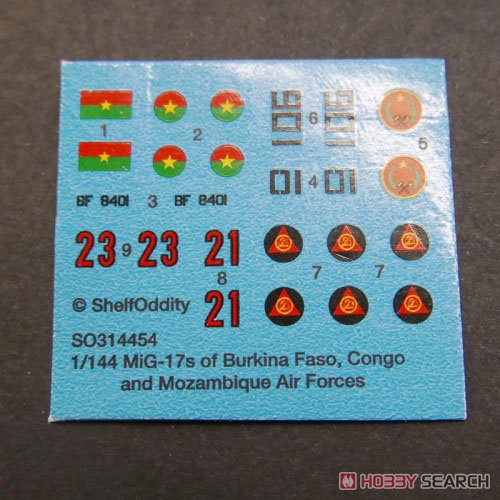 106 106
1 2 6 5
01 4 01
BF 8401 3 BF 8401
23 9 23 21
8 7 7
21
© ShelfOddity
SO314454
1/144 MiG-17s of Burkina Faso, Congo
and Mozambique Air Forces
HOBBY SEARCH